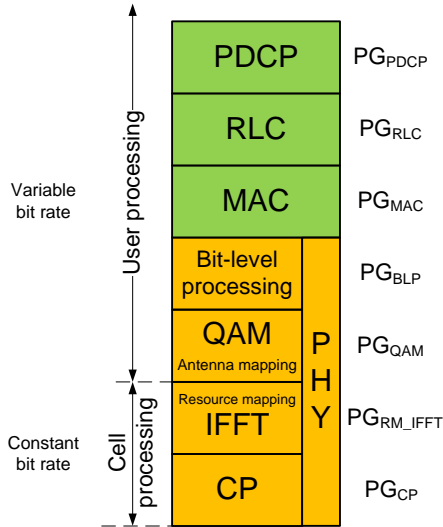 PDCP
PG_PDCP
RLC
PG_RLC
MAC
PG_MAC
Variable
bit rate
User processing
Bit-level
processing
PG_BLP
QAM
Antenna mapping
PG_QAM
PHY
Resource mapping
IFFT
PG_RM_IFFT
Constant
bit rate
Cell
processing
CP
PG_CP